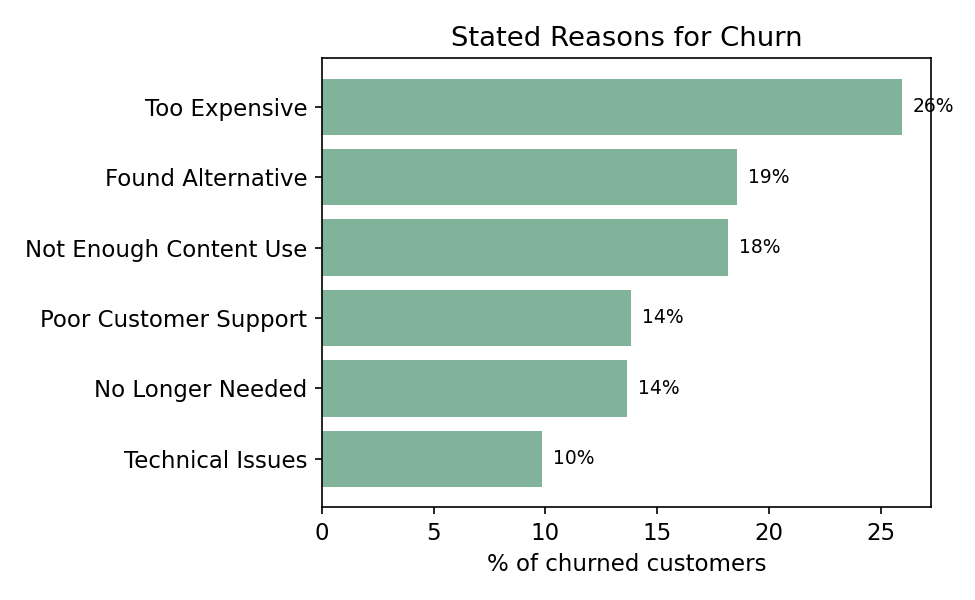 Stated Reasons for Churn
Too Expensive
26%
Found Alternative
19%
Not Enough Content Use
18%
Poor Customer Support
14%
No Longer Needed
14%
Technical Issues
10%
0 5 10 15 20 25
% of churned customers